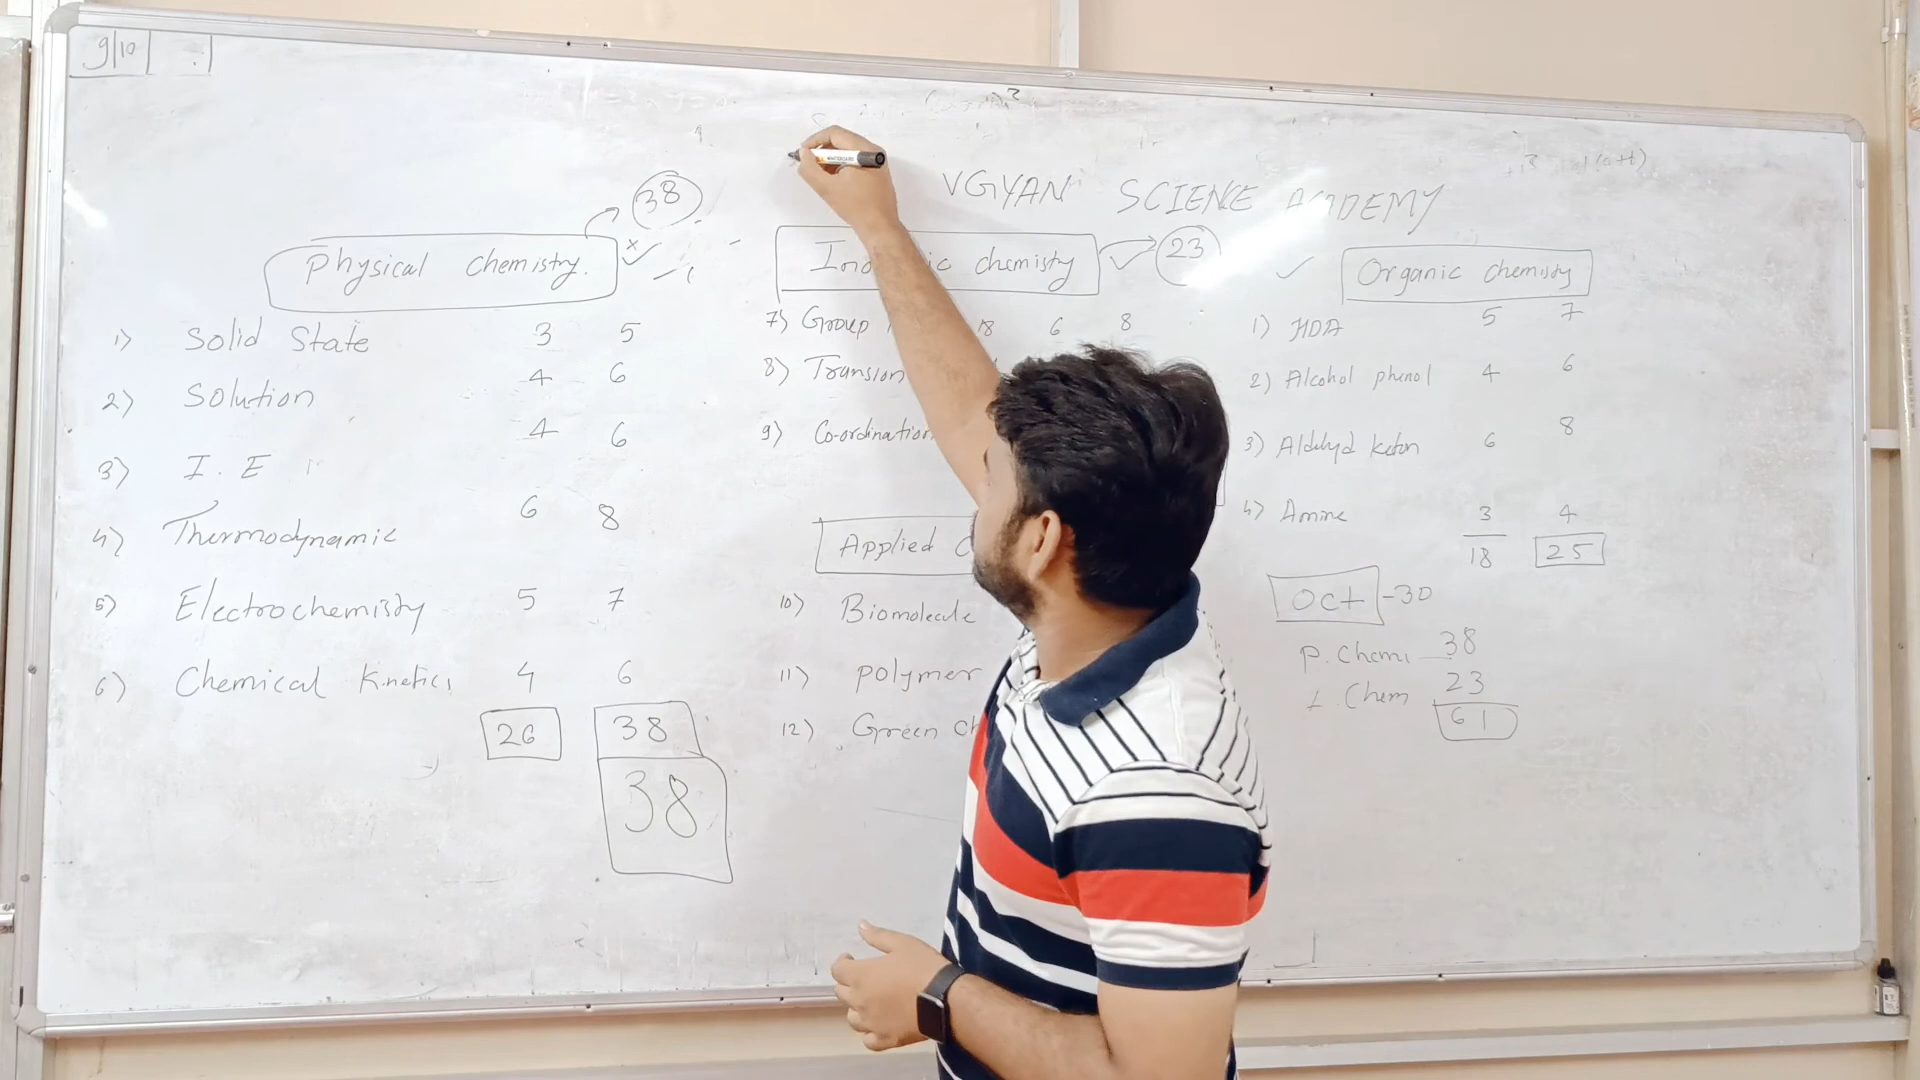 9/10
VGYAN SCIENCE ACADEMY
38
Physical chemistry.
1) Solid State 3 5
2) Solution 4 6
3) I.E 4 6
4) Thermodynamic 6 8
5) Electrochemistry 5 7
6) Chemical Kinetics 4 6
26 38
38
chemistry 23
7) Group 18 6 8
8) Transion
9) Co-ordination
Applied
10) Biomolecule
11) polymer
12) Green
Organic chemisty
1) HDA 5 7
2) Alcohol phenol 4 6
3) Aldehyd keton 6 8
4) Amine 3 4
18 25
Oct -30
P. Chemi 38
I. Chem 23
61
WHITEBOARD